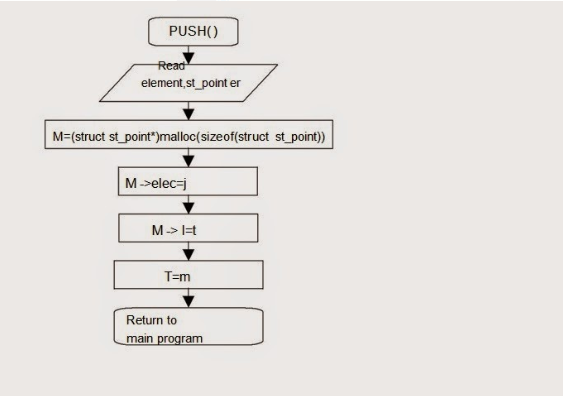 PUSH()
Read
element,st_point er
M=(struct st_point*)malloc(sizeof(struct st_point))
M ->elec=j
M -> l=t
T=m
Return to
main program